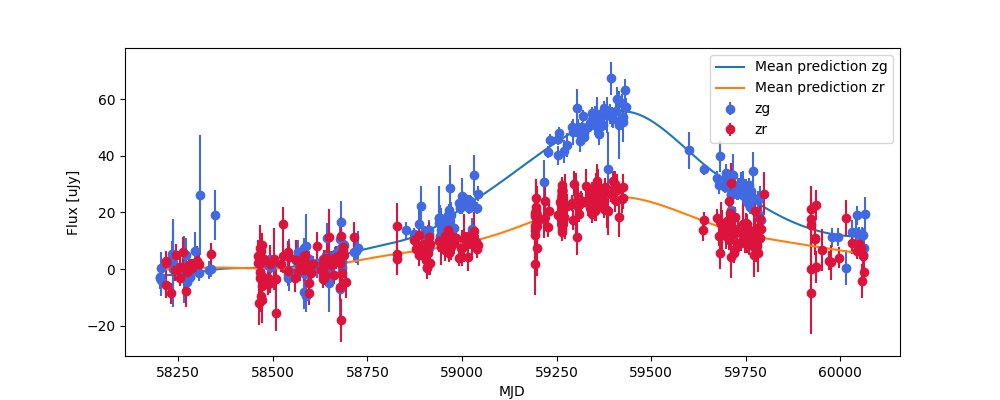 Mean prediction zg
Mean prediction zr
zg
zr
Flux [uJy]
60
40
20
0
−20
58250 58500 58750 59000 59250 59500 59750 60000
MJD